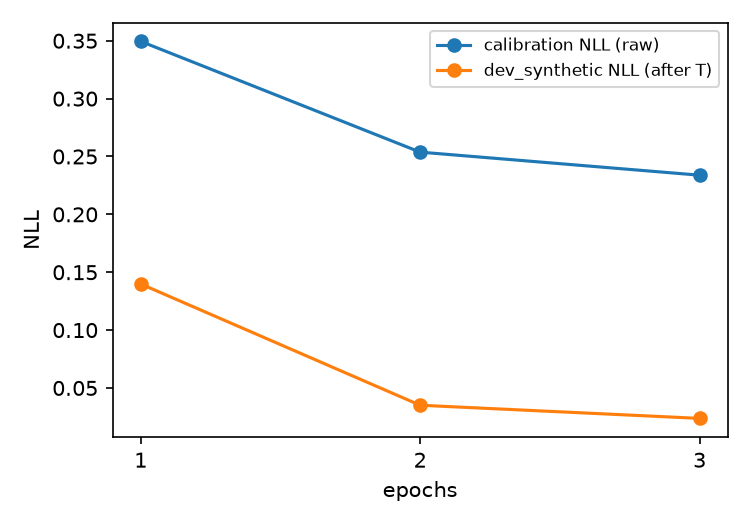 0.35
0.30
0.25
0.20
0.15
0.10
0.05
NLL
calibration NLL (raw)
dev_synthetic NLL (after T)
1 2 3
epochs